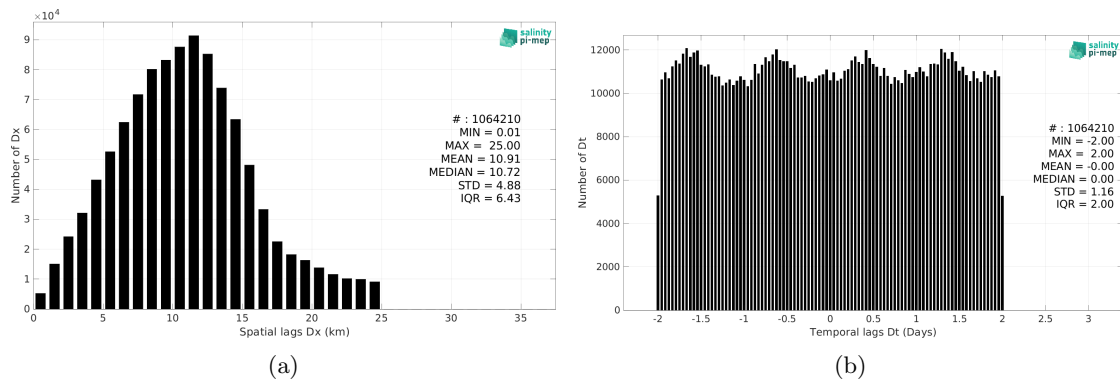 ×10⁴
9
8
7
6
5
4
3
2
1
0
Number of Dx
0 5 10 15 20 25 30 35
Spatial lags Dx (km)
salinity
pi-mep
# : 1064210
MIN = 0.01
MAX = 25.00
MEAN = 10.91
MEDIAN = 10.72
STD = 4.88
IQR = 6.43
(a)
12000
10000
8000
6000
4000
2000
0
Number of Dt
-2 -1.5 -1 -0.5 0 0.5 1 1.5 2 2.5 3
Temporal lags Dt (Days)
salinity
pi-mep
# : 1064210
MIN = -2.00
MAX = 2.00
MEAN = -0.00
MEDIAN = 0.00
STD = 1.16
IQR = 2.00
(b)